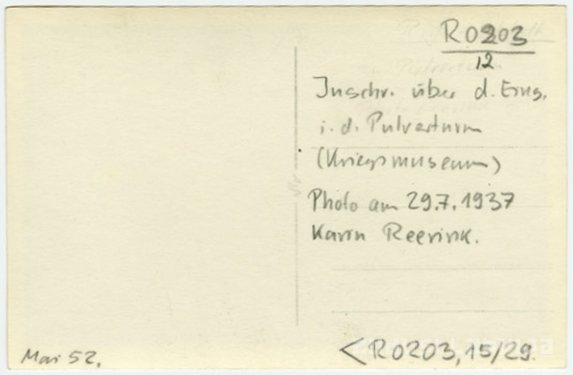 R0203
12
Inschr. über d. Eing.
i. d. Pulverturm
(Kriegsmuseum)
Photo am 29.7.1937
Karin Reerink.
Mai 52.
<R0203,15/29.